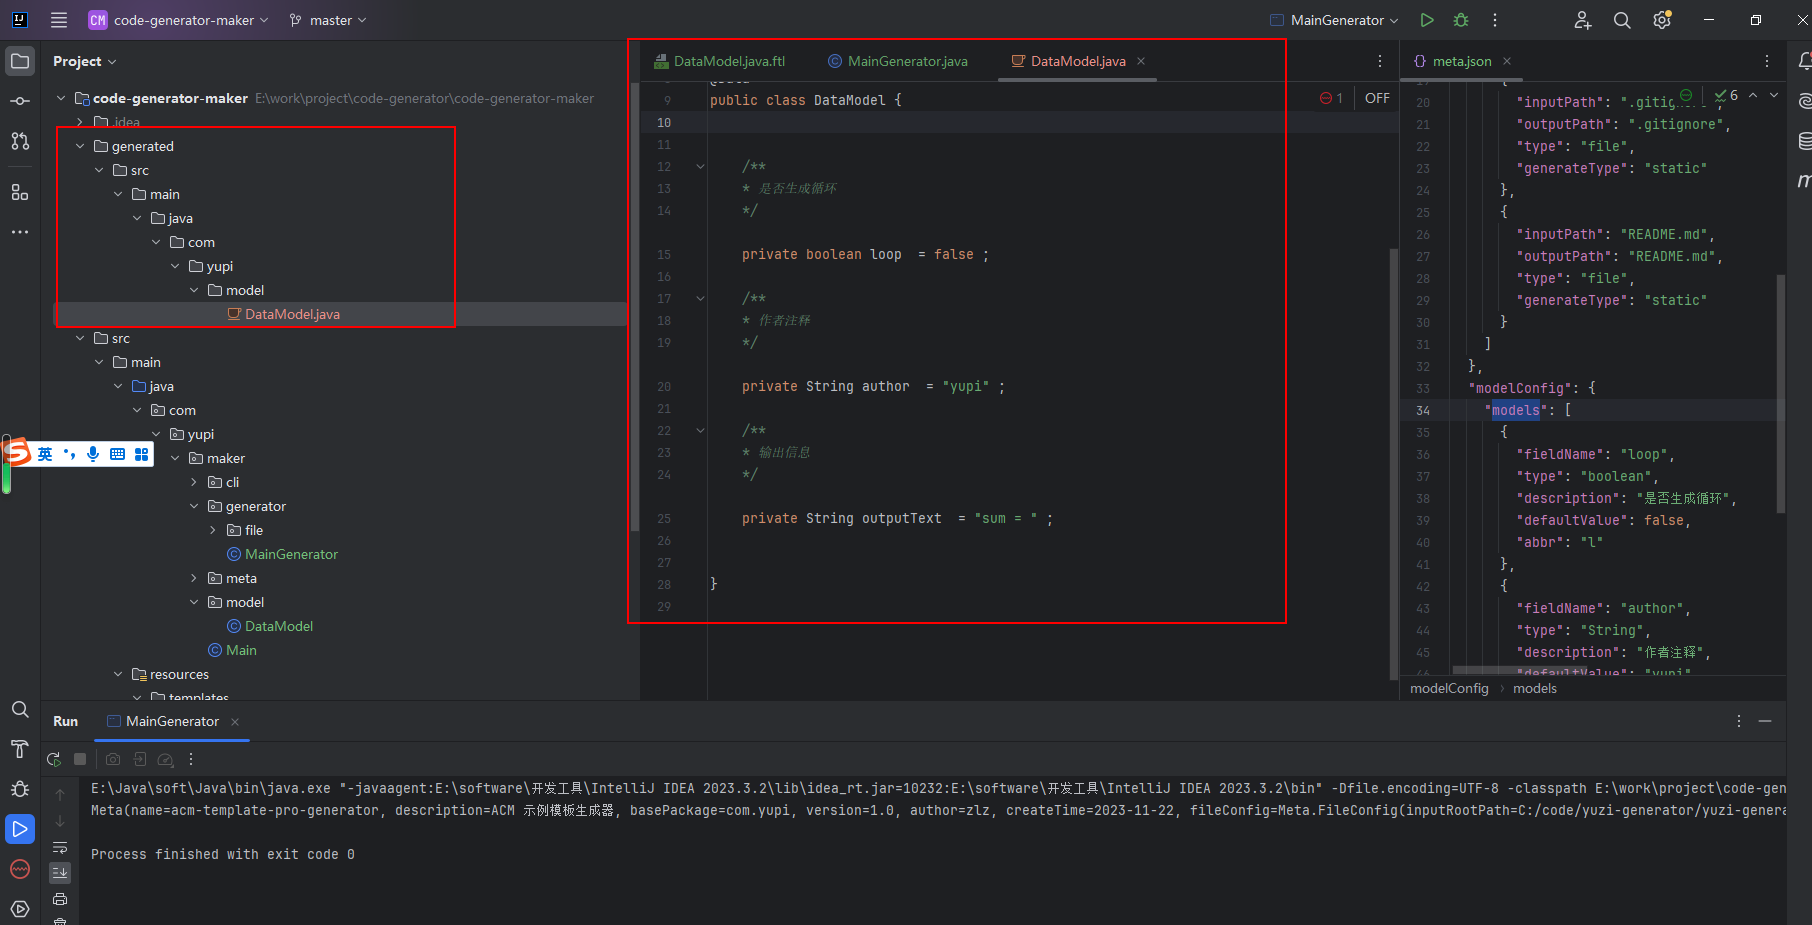 CM code-generator-maker master MainGenerator
Project
code-generator-maker E:\work\project\code-generator\code-generator-maker
.idea
generated
src
main
java
com
yupi
model
DataModel.java
src
main
java
com
yupi
maker
cli
generator
file
MainGenerator
meta
model
DataModel
Main
resources
templates
英
DataModel.java.ftl MainGenerator.java DataModel.java
1 OFF
9 public class DataModel {
10
11
12 /**
13 * 是否生成循环
14 */
15 private boolean loop  = false ;
16
17 /**
18 * 作者注释
19 */
20 private String author  = "yupi" ;
21
22 /**
23 * 输出信息
24 */
25 private String outputText  = "sum = " ;
26
27
28 }
29
meta.json
6
20 "inputPath": ".gitignore",
21 "outputPath": ".gitignore",
22 "type": "file",
23 "generateType": "static"
24 },
25 {
26 "inputPath": "README.md",
27 "outputPath": "README.md",
28 "type": "file",
29 "generateType": "static"
30 }
31 ]
32 },
33 "modelConfig": {
34 "models": [
35 {
36 "fieldName": "loop",
37 "type": "boolean",
38 "description": "是否生成循环",
39 "defaultValue": false,
40 "abbr": "l"
41 },
42 {
43 "fieldName": "author",
44 "type": "String",
45 "description": "作者注释",
46 "defaultValue": "yupi"
modelConfig › models
Run MainGenerator
E:\Java\soft\Java\bin\java.exe "-javaagent:E:\software\开发工具\IntelliJ IDEA 2023.3.2\lib\idea_rt.jar=10232:E:\software\开发工具\IntelliJ IDEA 2023.3.2\bin" -Dfile.encoding=UTF-8 -classpath E:\work\project\code-gen
Meta(name=acm-template-pro-generator, description=ACM 示例模板生成器, basePackage=com.yupi, version=1.0, author=zlz, createTime=2023-11-22, fileConfig=Meta.FileConfig(inputRootPath=C:/code/yuzi-generator/yuzi-genera
Process finished with exit code 0